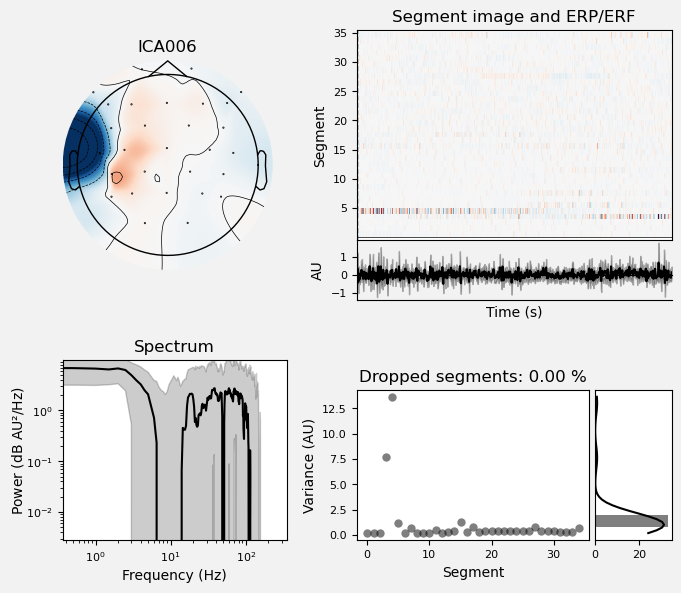 ICA006
Segment image and ERP/ERF
Segment
35
30
25
20
15
10
5
AU
1
0
−1
Time (s)
Spectrum
Power (dB AU²/Hz)
10⁰
10⁻¹
10⁻²
10⁰ 10¹ 10²
Frequency (Hz)
Dropped segments: 0.00 %
Variance (AU)
12.5
10.0
7.5
5.0
2.5
0.0
0 10 20 30
Segment
0 20